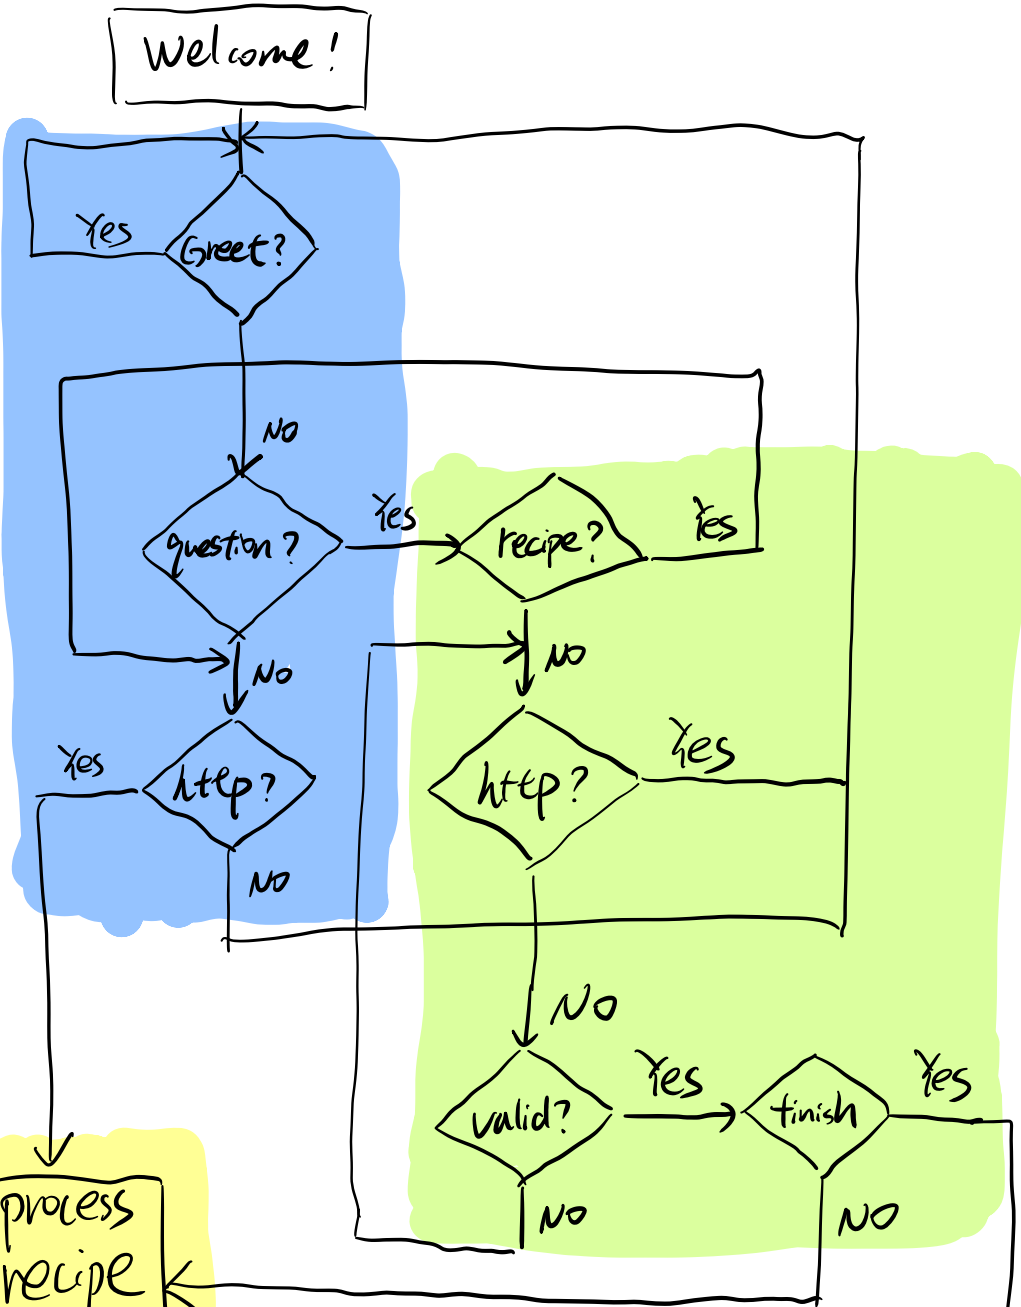 Welcome!
Yes
Greet?
NO
question?
Yes
recipe?
Yes
NO
NO
Yes
http?
http?
Yes
NO
NO
valid?
Yes
finish
Yes
NO
NO
process
recipe